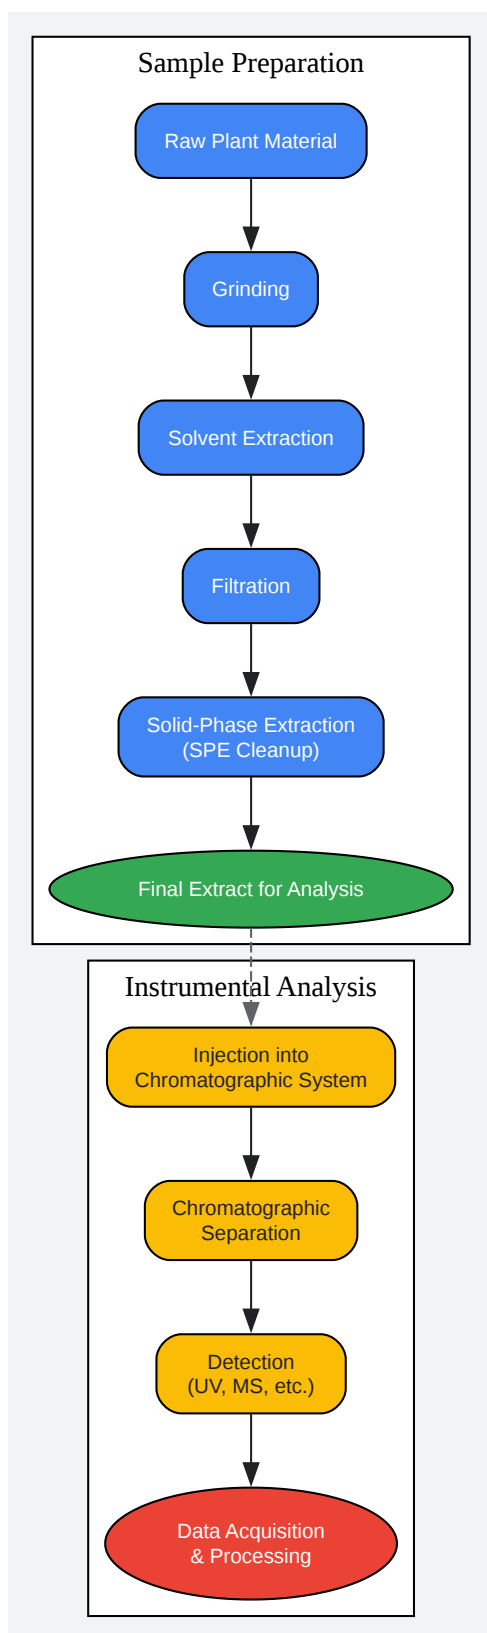 Sample Preparation
Raw Plant Material
Grinding
Solvent Extraction
Filtration
Solid-Phase Extraction
(SPE Cleanup)
Final Extract for Analysis
Instrumental Analysis
Injection into
Chromatographic System
Chromatographic
Separation
Detection
(UV, MS, etc.)
Data Acquisition
& Processing